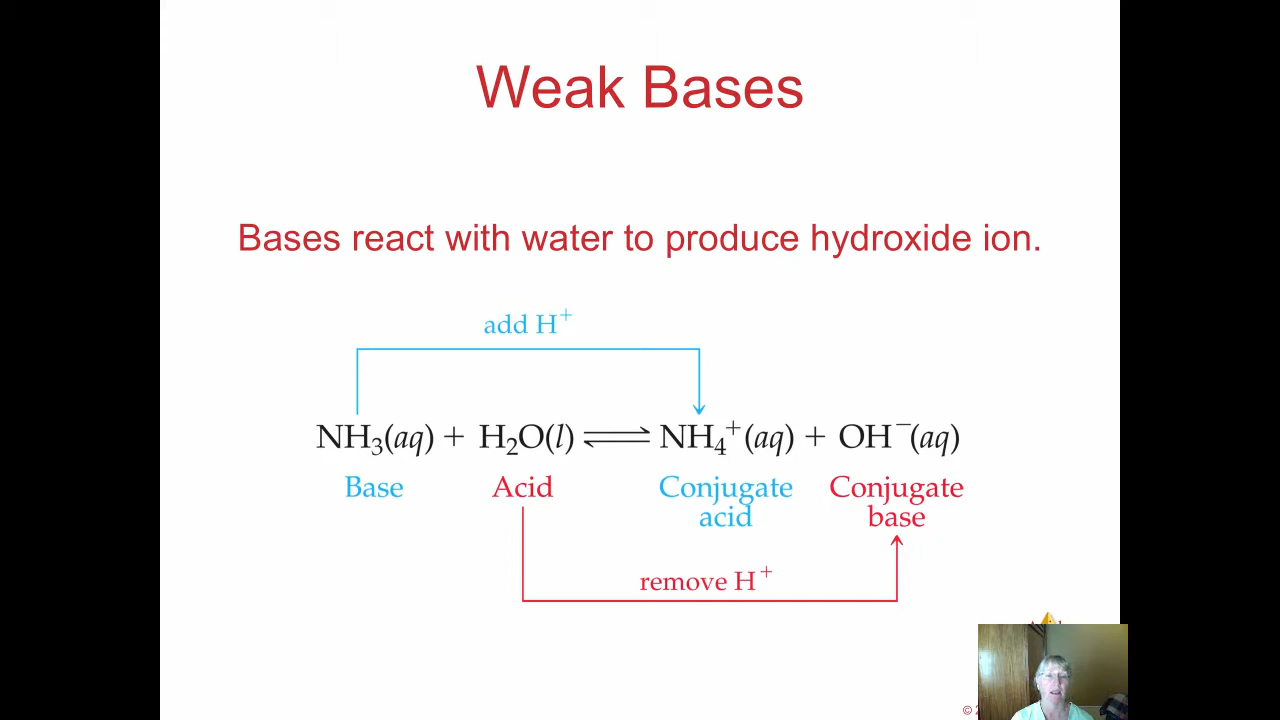 Weak Bases
Bases react with water to produce hydroxide ion.
add H⁺
NH₃(aq) + H₂O(l) ⇌ NH₄⁺(aq) + OH⁻(aq)
Base Acid Conjugate acid Conjugate base
remove H⁺
©